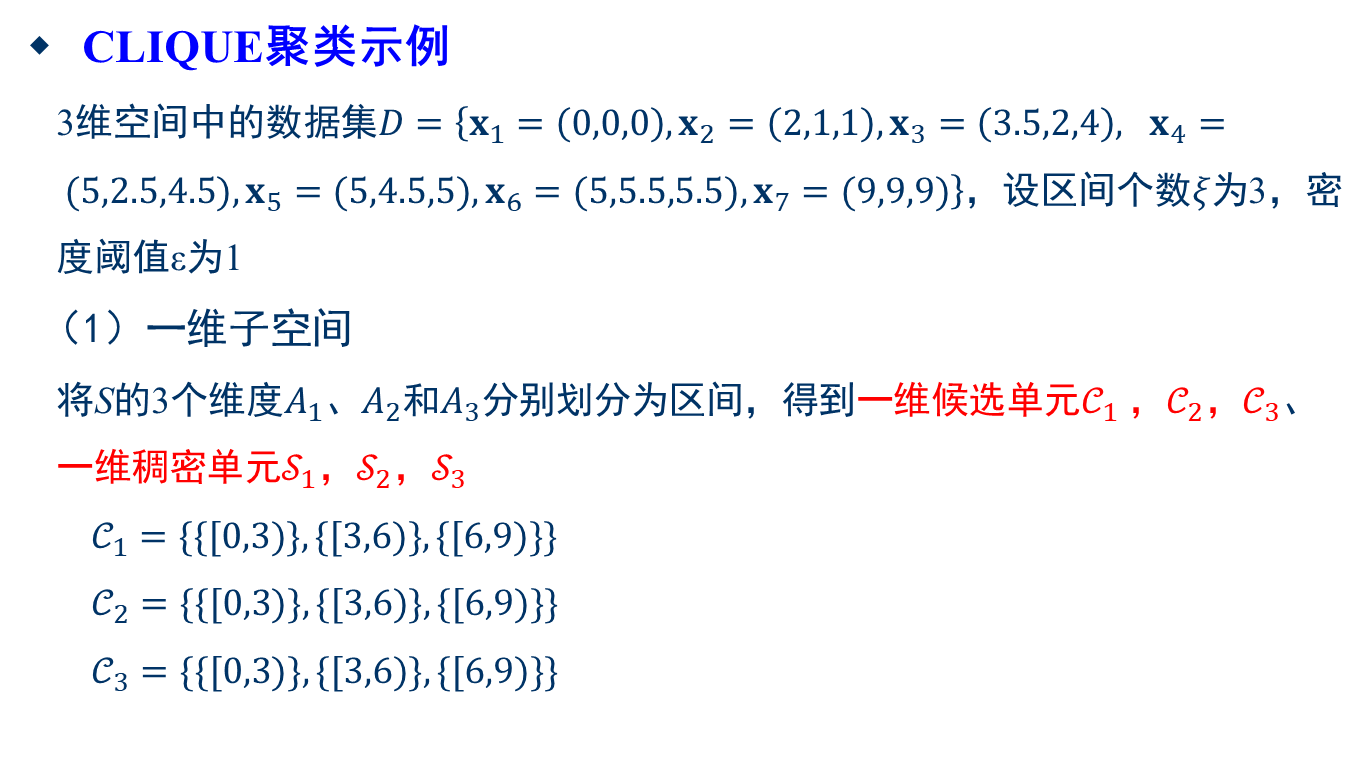 ◆ CLIQUE聚类示例
3维空间中的数据集𝐷 = {𝐱₁ = (0,0,0), 𝐱₂ = (2,1,1), 𝐱₃ = (3.5,2,4), 𝐱₄ =
(5,2.5,4.5), 𝐱₅ = (5,4.5,5), 𝐱₆ = (5,5.5,5.5), 𝐱₇ = (9,9,9)}，设区间个数𝜉为3，密
度阈值ε为1
（1）一维子空间
将S的3个维度𝐴₁、𝐴₂和𝐴₃分别划分为区间，得到一维候选单元𝒞₁，𝒞₂，𝒞₃、
一维稠密单元𝒮₁，𝒮₂，𝒮₃
𝒞₁ = {{[0,3)}, {[3,6)}, {[6,9)}}
𝒞₂ = {{[0,3)}, {[3,6)}, {[6,9)}}
𝒞₃ = {{[0,3)}, {[3,6)}, {[6,9)}}